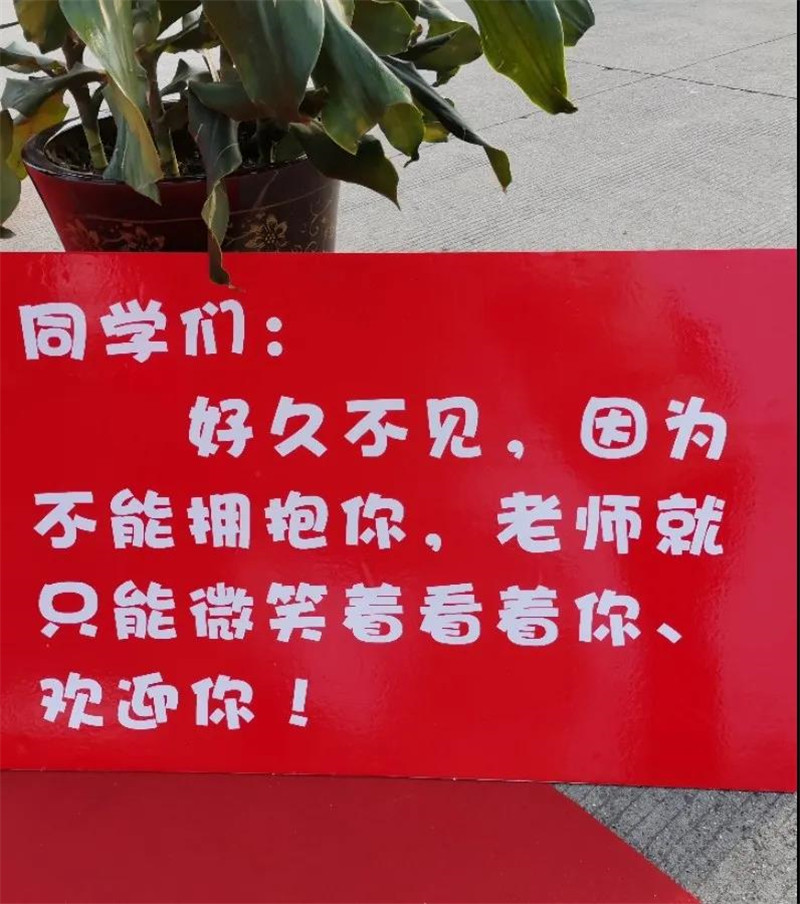 同学们：
好久不见，因为
不能拥抱你，老师就
只能微笑着看着你、
欢迎你！